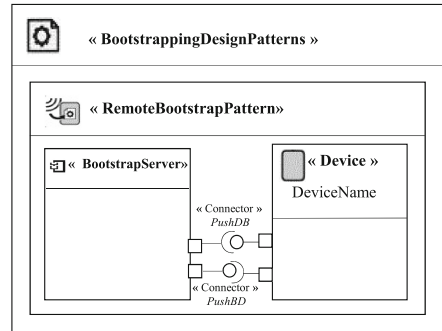 « BootstrappingDesignPatterns »
« RemoteBootstrapPattern»
« BootstrapServer»
« Device »
DeviceName
« Connector »
PushDB
« Connector »
PushBD